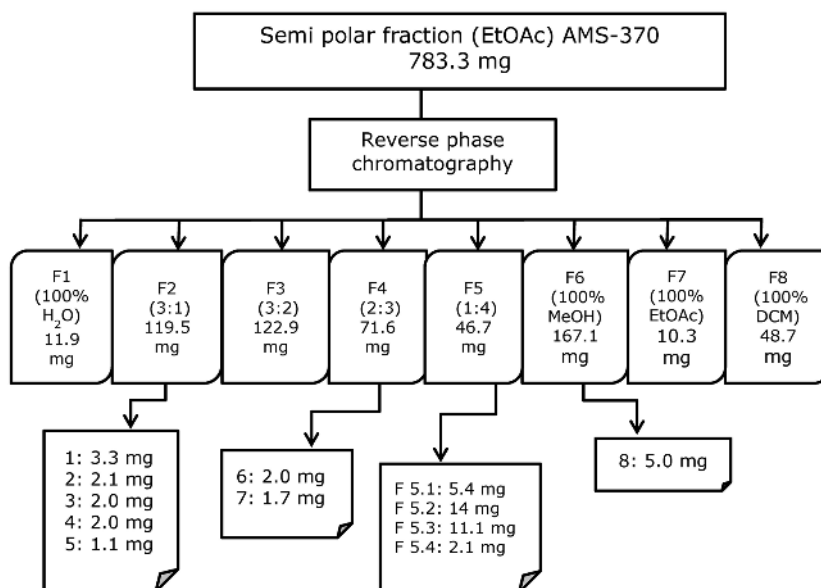 Semi polar fraction (EtOAc) AMS-370
783.3 mg
Reverse phase
chromatography
F1
(100%
H₂O)
11.9
mg
F2
(3:1)
119.5
mg
F3
(3:2)
122.9
mg
F4
(2:3)
71.6
mg
F5
(1:4)
46.7
mg
F6
(100%
MeOH)
167.1
mg
F7
(100%
EtOAc)
10.3
mg
F8
(100%
DCM)
48.7
mg
1: 3.3 mg
2: 2.1 mg
3: 2.0 mg
4: 2.0 mg
5: 1.1 mg
6: 2.0 mg
7: 1.7 mg
F 5.1: 5.4 mg
F 5.2: 14 mg
F 5.3: 11.1 mg
F 5.4: 2.1 mg
8: 5.0 mg